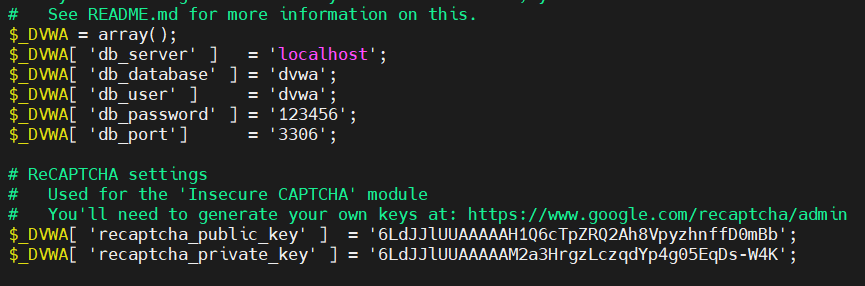 #   See README.md for more information on this.
$_DVWA = array();
$_DVWA[ 'db_server' ]   = 'localhost';
$_DVWA[ 'db_database' ] = 'dvwa';
$_DVWA[ 'db_user' ]     = 'dvwa';
$_DVWA[ 'db_password' ] = '123456';
$_DVWA[ 'db_port']      = '3306';

# ReCAPTCHA settings
#   Used for the 'Insecure CAPTCHA' module
#   You'll need to generate your own keys at: https://www.google.com/recaptcha/admin
$_DVWA[ 'recaptcha_public_key' ]  = '6LdJJlUUAAAAAH1Q6cTpZRQ2Ah8VpyzhnffD0mBb';
$_DVWA[ 'recaptcha_private_key' ] = '6LdJJlUUAAAAAM2a3HrgzLczqdYp4g05EqDs-W4K';